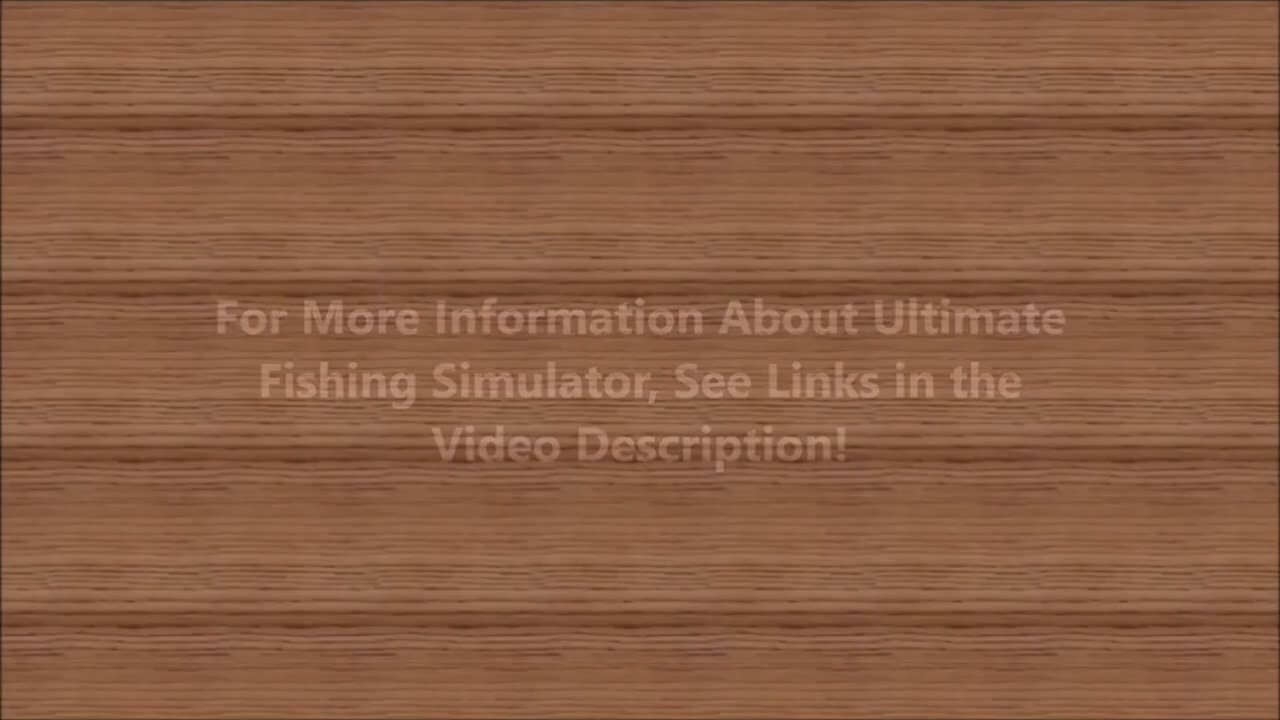 For More Information About Ultimate
Fishing Simulator, See Links in the
Video Description!